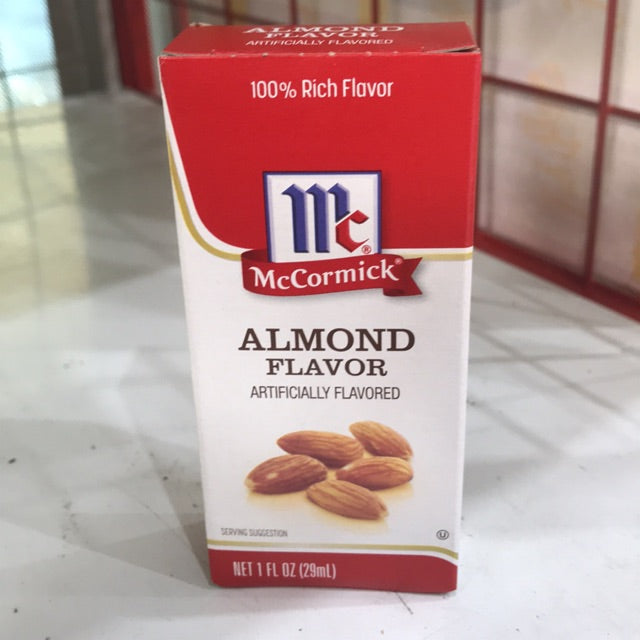 ALMOND
FLAVOR
ARTIFICIALLY FLAVORED
100% Rich Flavor
Mc®
McCormick®
ALMOND
FLAVOR
ARTIFICIALLY FLAVORED
SERVING SUGGESTION
U
NET 1 FL OZ (29mL)